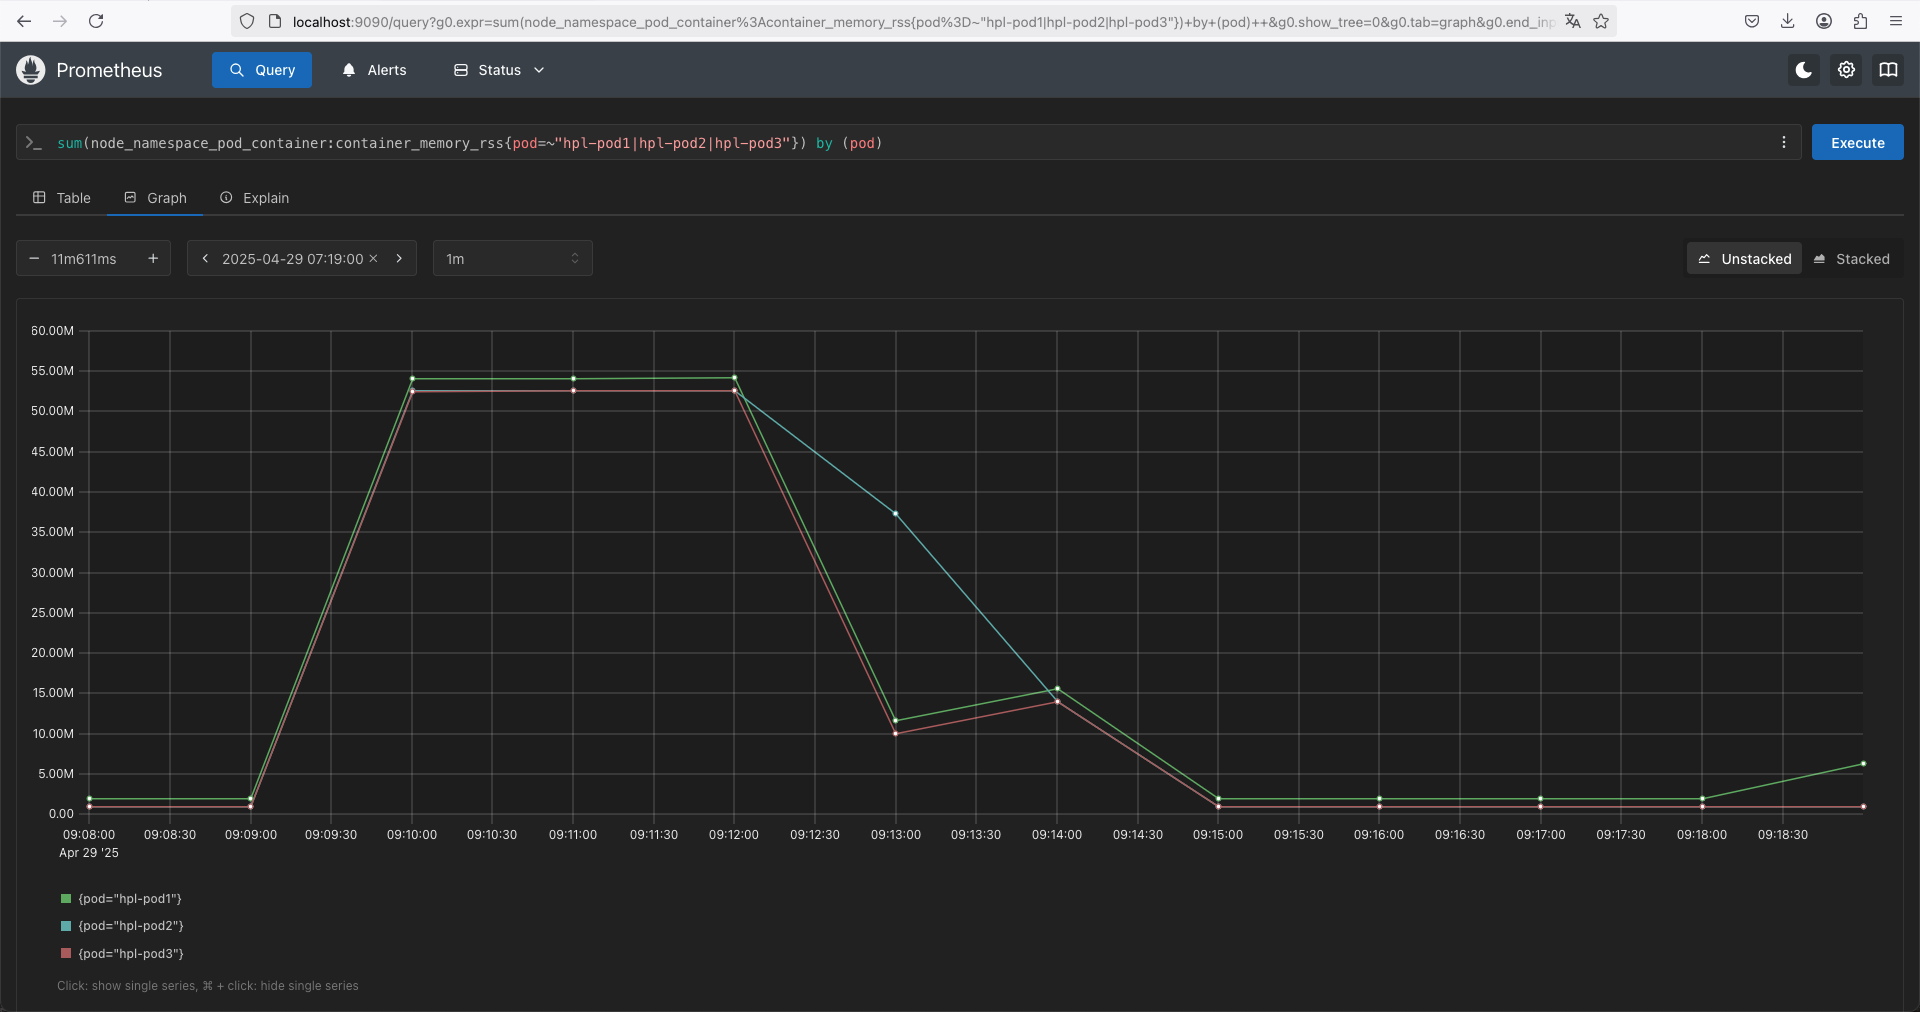 localhost:9090/query?g0.expr=sum(node_namespace_pod_container%3Acontainer_memory_rss{pod%3D~"hpl-pod1|hpl-pod2|hpl-pod3"})+by+(pod)++&g0.show_tree=0&g0.tab=graph&g0.end_inp
Prometheus Query Alerts Status
>_ sum(node_namespace_pod_container:container_memory_rss{pod=~"hpl-pod1|hpl-pod2|hpl-pod3"}) by (pod) Execute
Table Graph Explain
− 11m611ms + 2025-04-29 07:19:00 1m Unstacked Stacked
60.00M
55.00M
50.00M
45.00M
40.00M
35.00M
30.00M
25.00M
20.00M
15.00M
10.00M
5.00M
0.00
09:08:00 09:08:30 09:09:00 09:09:30 09:10:00 09:10:30 09:11:00 09:11:30 09:12:00 09:12:30 09:13:00 09:13:30 09:14:00 09:14:30 09:15:00 09:15:30 09:16:00 09:16:30 09:17:00 09:17:30 09:18:00 09:18:30
Apr 29 '25
{pod="hpl-pod1"}
{pod="hpl-pod2"}
{pod="hpl-pod3"}
Click: show single series, ⌘ + click: hide single series